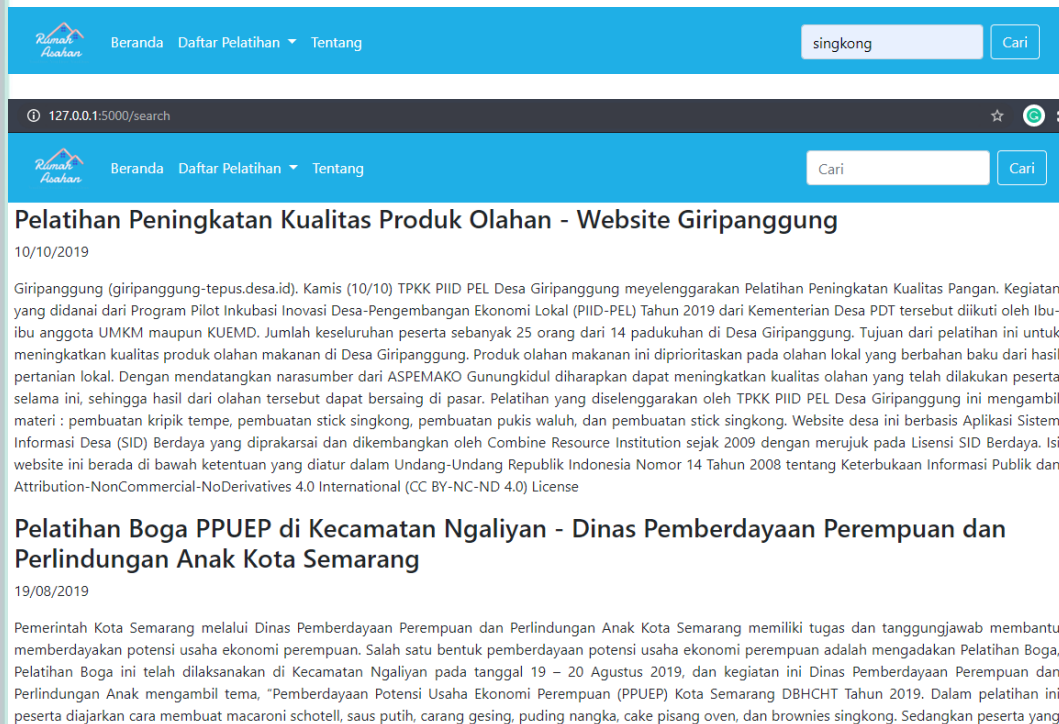 Rumah
Asahan
Beranda Daftar Pelatihan Tentang
singkong
Cari
127.0.0.1:5000/search
Rumah
Asahan
Beranda Daftar Pelatihan Tentang
Cari
Cari
Pelatihan Peningkatan Kualitas Produk Olahan - Website Giripanggung
10/10/2019
Giripanggung (giripanggung-tepus.desa.id). Kamis (10/10) TPKK PIID PEL Desa Giripanggung meyelenggarakan Pelatihan Peningkatan Kualitas Pangan. Kegiatan
yang didanai dari Program Pilot Inkubasi Inovasi Desa-Pengembangan Ekonomi Lokal (PIID-PEL) Tahun 2019 dari Kementerian Desa PDT tersebut diikuti oleh Ibu-
ibu anggota UMKM maupun KUEMD. Jumlah keseluruhan peserta sebanyak 25 orang dari 14 padukuhan di Desa Giripanggung. Tujuan dari pelatihan ini untuk
meningkatkan kualitas produk olahan makanan di Desa Giripanggung. Produk olahan makanan ini diprioritaskan pada olahan lokal yang berbahan baku dari hasil
pertanian lokal. Dengan mendatangkan narasumber dari ASPEMAKO Gunungkidul diharapkan dapat meningkatkan kualitas olahan yang telah dilakukan peserta
selama ini, sehingga hasil dari olahan tersebut dapat bersaing di pasar. Pelatihan yang diselenggarakan oleh TPKK PIID PEL Desa Giripanggung ini mengambil
materi : pembuatan kripik tempe, pembuatan stick singkong, pembuatan pukis waluh, dan pembuatan stick singkong. Website desa ini berbasis Aplikasi Sistem
Informasi Desa (SID) Berdaya yang diprakarsai dan dikembangkan oleh Combine Resource Institution sejak 2009 dengan merujuk pada Lisensi SID Berdaya. Isi
website ini berada di bawah ketentuan yang diatur dalam Undang-Undang Republik Indonesia Nomor 14 Tahun 2008 tentang Keterbukaan Informasi Publik dan
Attribution-NonCommercial-NoDerivatives 4.0 International (CC BY-NC-ND 4.0) License
Pelatihan Boga PPUEP di Kecamatan Ngaliyan - Dinas Pemberdayaan Perempuan dan
Perlindungan Anak Kota Semarang
19/08/2019
Pemerintah Kota Semarang melalui Dinas Pemberdayaan Perempuan dan Perlindungan Anak Kota Semarang memiliki tugas dan tanggungjawab membantu
memberdayakan potensi usaha ekonomi perempuan. Salah satu bentuk pemberdayaan potensi usaha ekonomi perempuan adalah mengadakan Pelatihan Boga,
Pelatihan Boga ini telah dilaksanakan di Kecamatan Ngaliyan pada tanggal 19 – 20 Agustus 2019, dan kegiatan ini Dinas Pemberdayaan Perempuan dan
Perlindungan Anak mengambil tema, “Pemberdayaan Potensi Usaha Ekonomi Perempuan (PPUEP) Kota Semarang DBHCHT Tahun 2019. Dalam pelatihan ini
peserta diajarkan cara membuat macaroni schotell, saus putih, carang gesing, puding nangka, cake pisang oven, dan brownies singkong. Sedangkan peserta yang